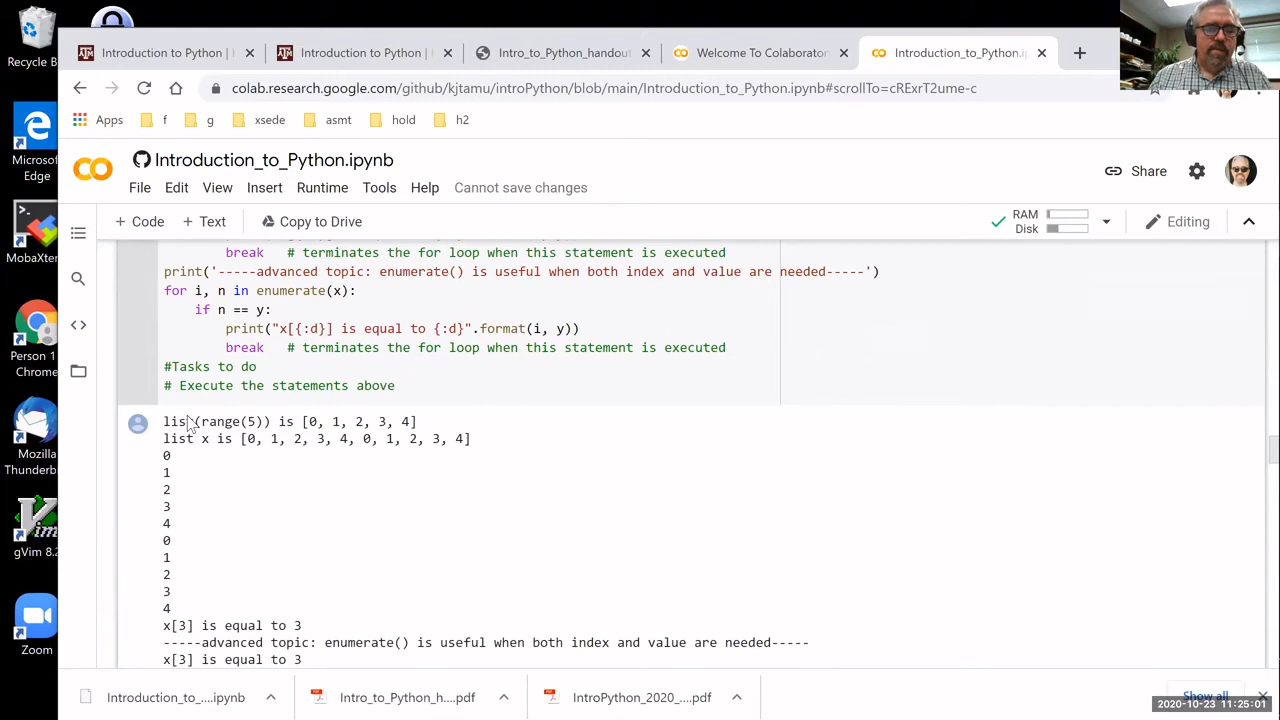 Recycle B
Introduction to Python |
Introduction to Python
Intro_to_Python_handout
Welcome To Colaborator
Introduction_to_Python.i
colab.research.google.com/github/kjtamu/introPython/blob/main/Introduction_to_Python.ipynb#scrollTo=cRExrT2ume-c
Apps
f
g
xsede
asmt
hold
h2
Microsof
Edge
Introduction_to_Python.ipynb
File
Edit
View
Insert
Runtime
Tools
Help
Cannot save changes
Share
+ Code
+ Text
Copy to Drive
RAM
Disk
Editing
MobaXter
break # terminates the for loop when this statement is executed
print('-----advanced topic: enumerate() is useful when both index and value are needed-----')
for i, n in enumerate(x):
if n == y:
print("x[{:d}] is equal to {:d}".format(i, y))
break # terminates the for loop when this statement is executed
#Tasks to do
# Execute the statements above
Person 1
Chrome
list(range(5)) is [0, 1, 2, 3, 4]
list x is [0, 1, 2, 3, 4, 0, 1, 2, 3, 4]
0
1
2
3
4
0
1
2
3
4
x[3] is equal to 3
-----advanced topic: enumerate() is useful when both index and value are needed-----
x[3] is equal to 3
Mozilla
Thunderbi
gVim 8.2
Zoom
Introduction_to_....ipynb
Intro_to_Python_h....pdf
IntroPython_2020_....pdf
Show all
2020-10-23 11:25:01